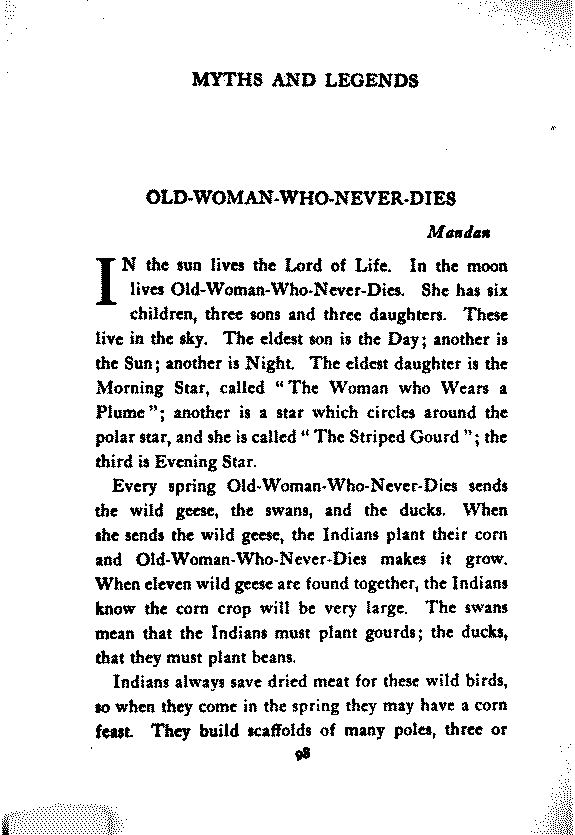 MYTHS AND LEGENDS
OLD-WOMAN-WHO-NEVER-DIES
Mandan
IN the sun lives the Lord of Life. In the moon
lives Old-Woman-Who-Never-Dies. She has six
children, three sons and three daughters. These
live in the sky. The eldest son is the Day; another is
the Sun; another is Night. The eldest daughter is the
Morning Star, called “The Woman who Wears a
Plume”; another is a star which circles around the
polar star, and she is called “The Striped Gourd”; the
third is Evening Star.
Every spring Old-Woman-Who-Never-Dies sends
the wild geese, the swans, and the ducks. When
she sends the wild geese, the Indians plant their corn
and Old-Woman-Who-Never-Dies makes it grow.
When eleven wild geese are found together, the Indians
know the corn crop will be very large. The swans
mean that the Indians must plant gourds; the ducks,
that they must plant beans.
Indians always save dried meat for these wild birds,
so when they come in the spring they may have a corn
feast. They build scaffolds of many poles, three or
98